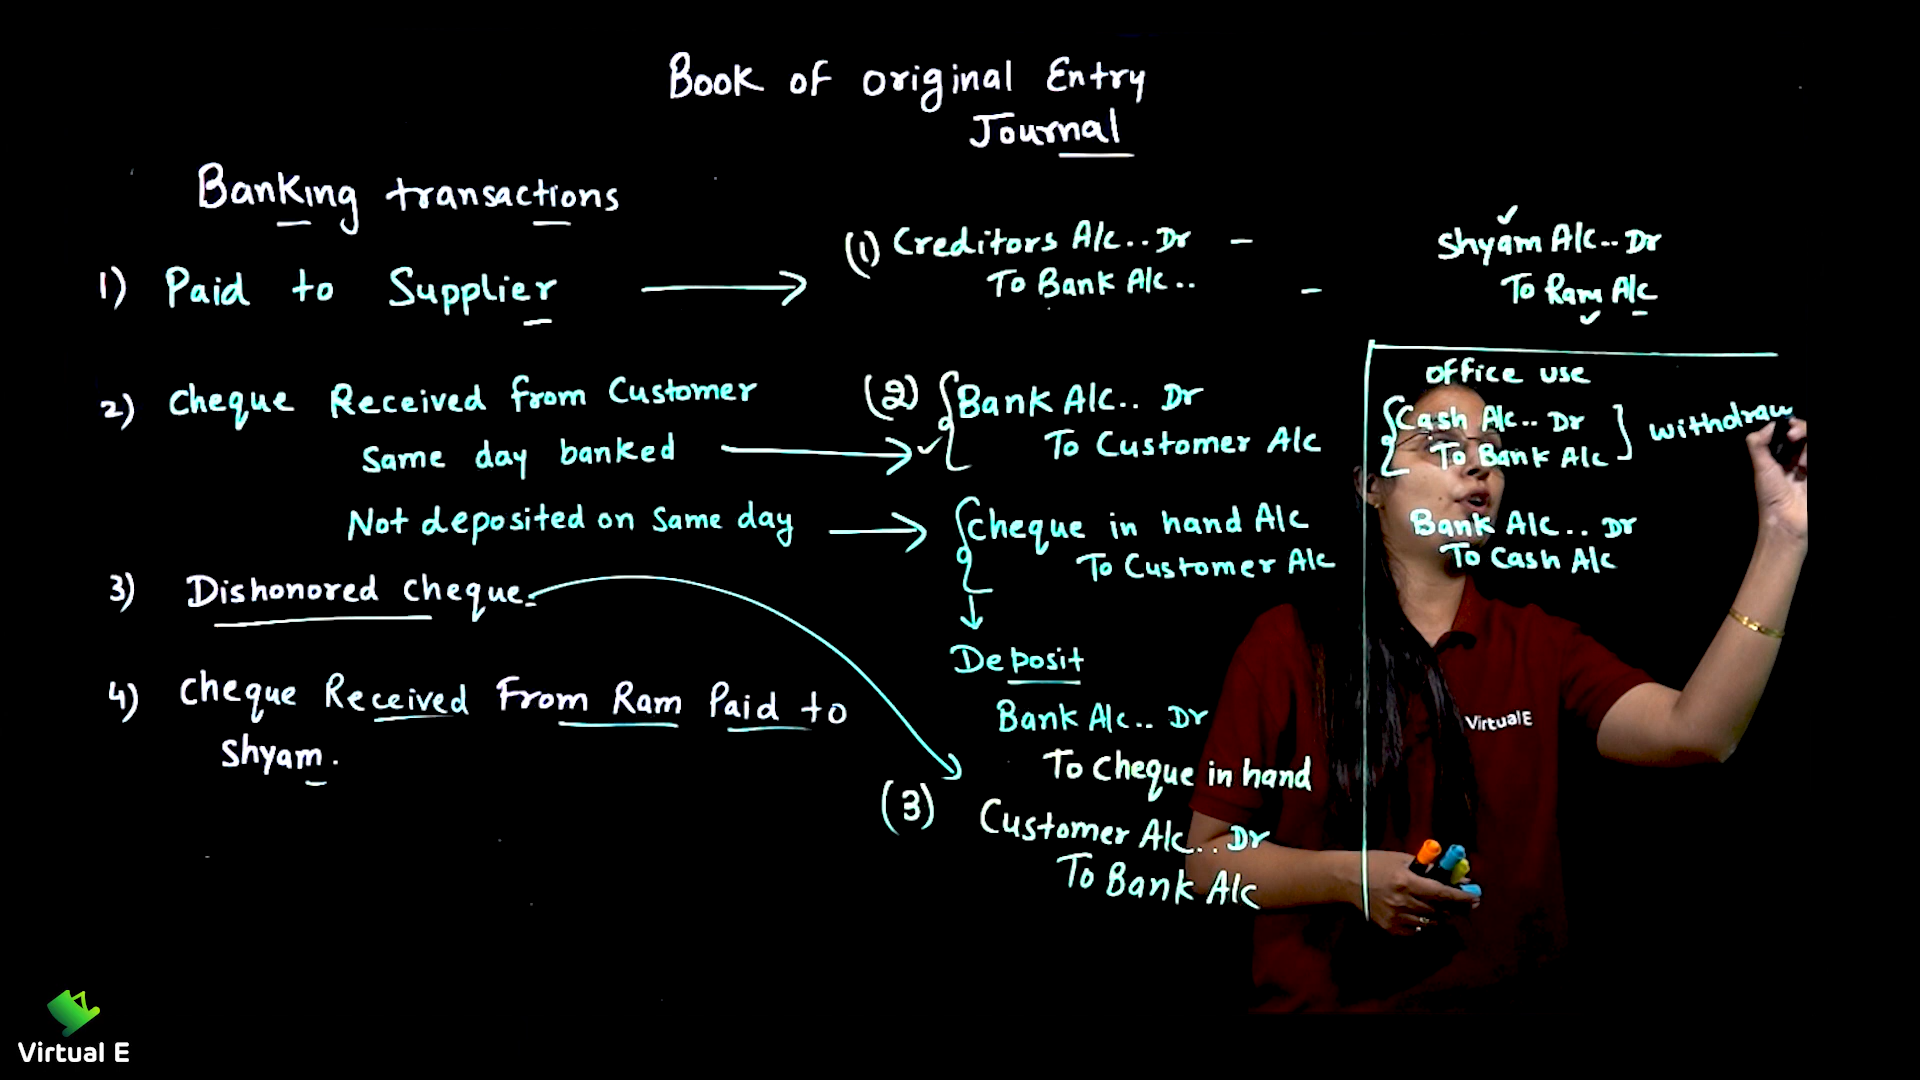 Book of original Entry
Journal
Banking transactions
1) Paid to Supplier
(1) Creditors A/c.. Dr -
To Bank A/c.. -
Shyam A/c.. Dr
To Ram A/c
2) Cheque Received from Customer
Same day banked
(2) Bank A/c.. Dr
To Customer A/c
Not deposited on Same day
Cheque in hand A/c
To Customer A/c
Deposit
Bank A/c.. Dr
To Cheque in hand
3) Dishonored cheque
(3) Customer A/c.. Dr
To Bank A/c
4) Cheque Received From Ram Paid to
Shyam.
office use
Cash A/c.. Dr
To Bank A/c
withdraw
Bank A/c... Dr
To Cash A/c
Virtual E
Virtual E